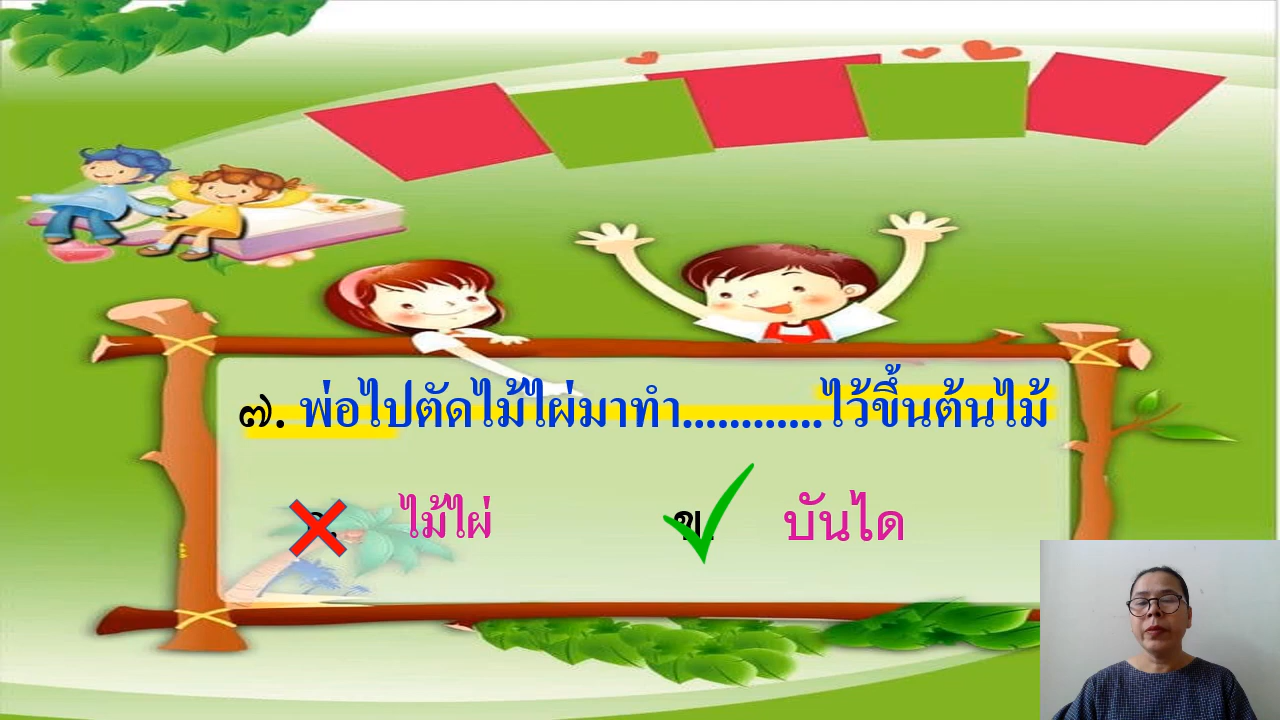 ๗. พ่อไปตัดไม้ไผ่มาทำ............ไว้ขึ้นต้นไม้
ไม้ไผ่ ข. บันได